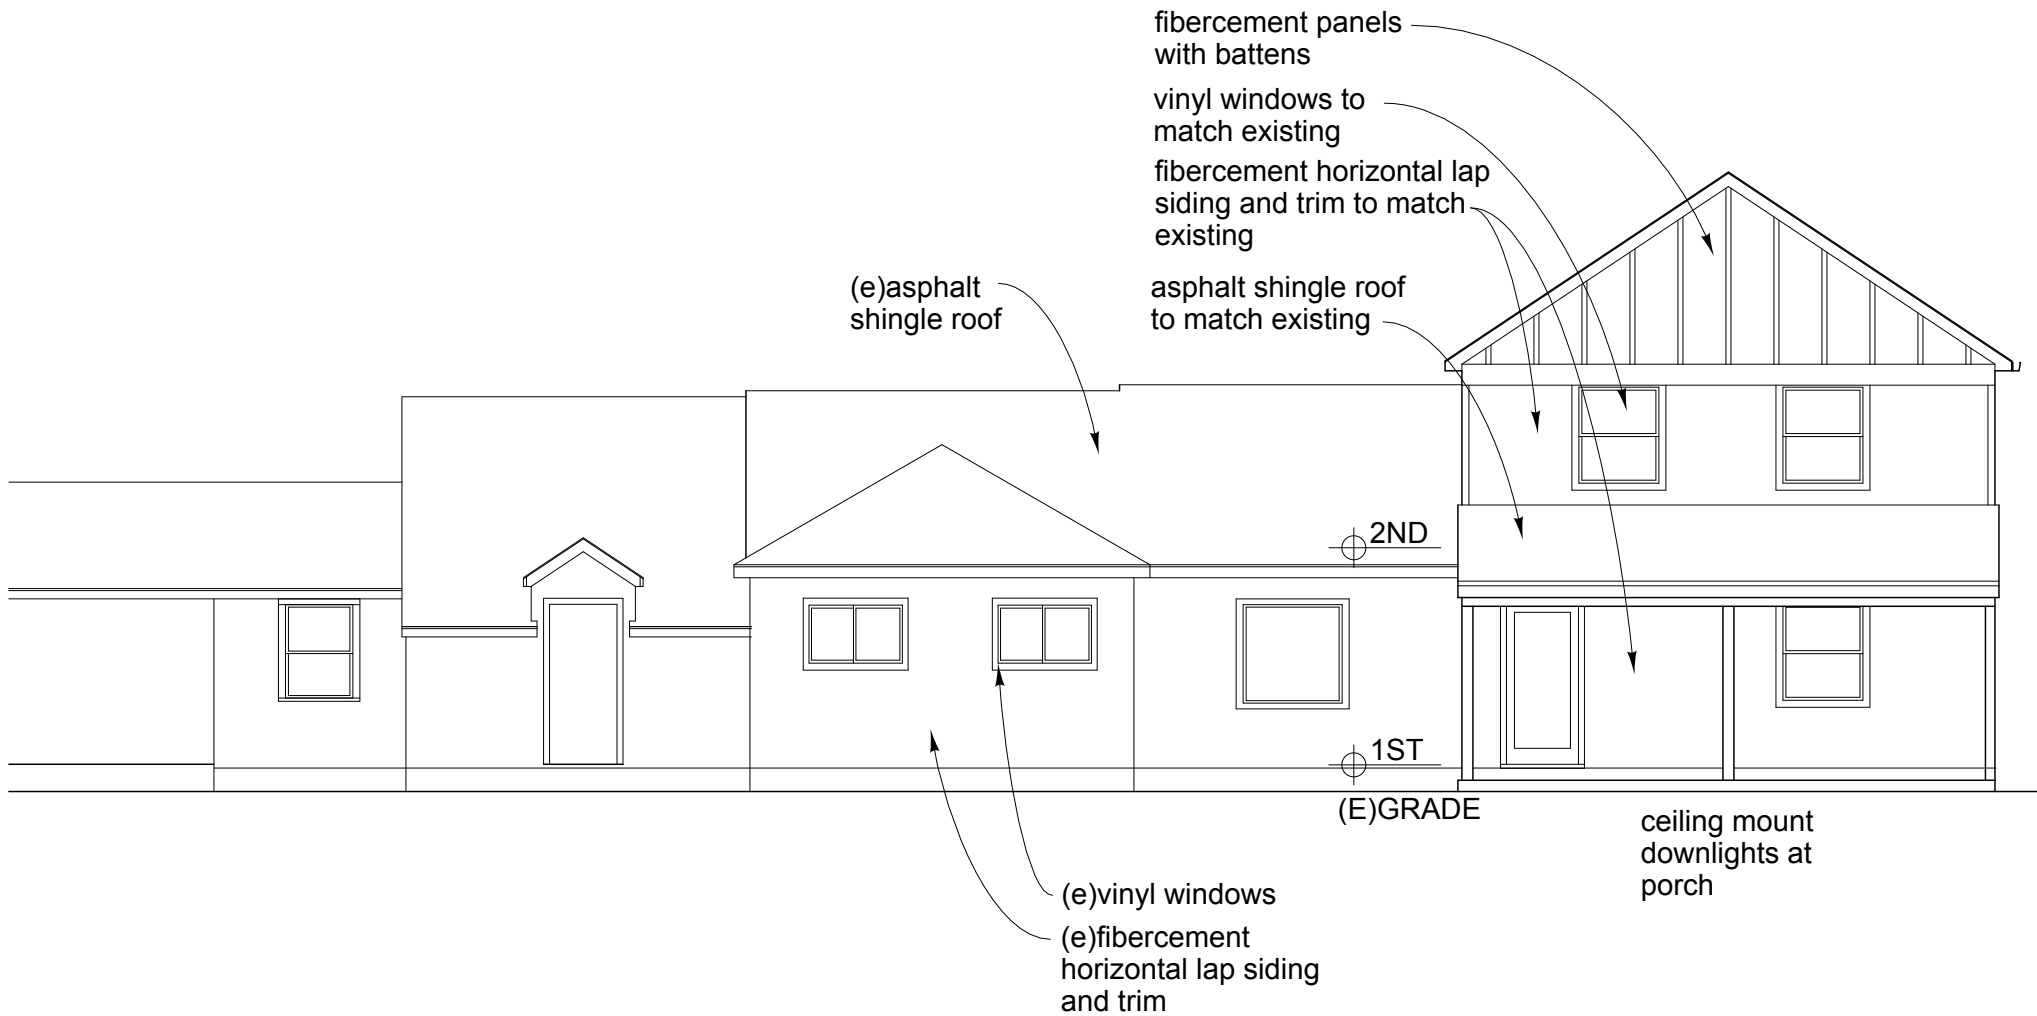 fibercement panels
with battens
vinyl windows to
match existing
fibercement horizontal lap
siding and trim to match
existing
(e)asphalt
shingle roof
asphalt shingle roof
to match existing
2ND
1ST
(E)GRADE
ceiling mount
downlights at
porch
(e)vinyl windows
(e)fibercement
horizontal lap siding
and trim